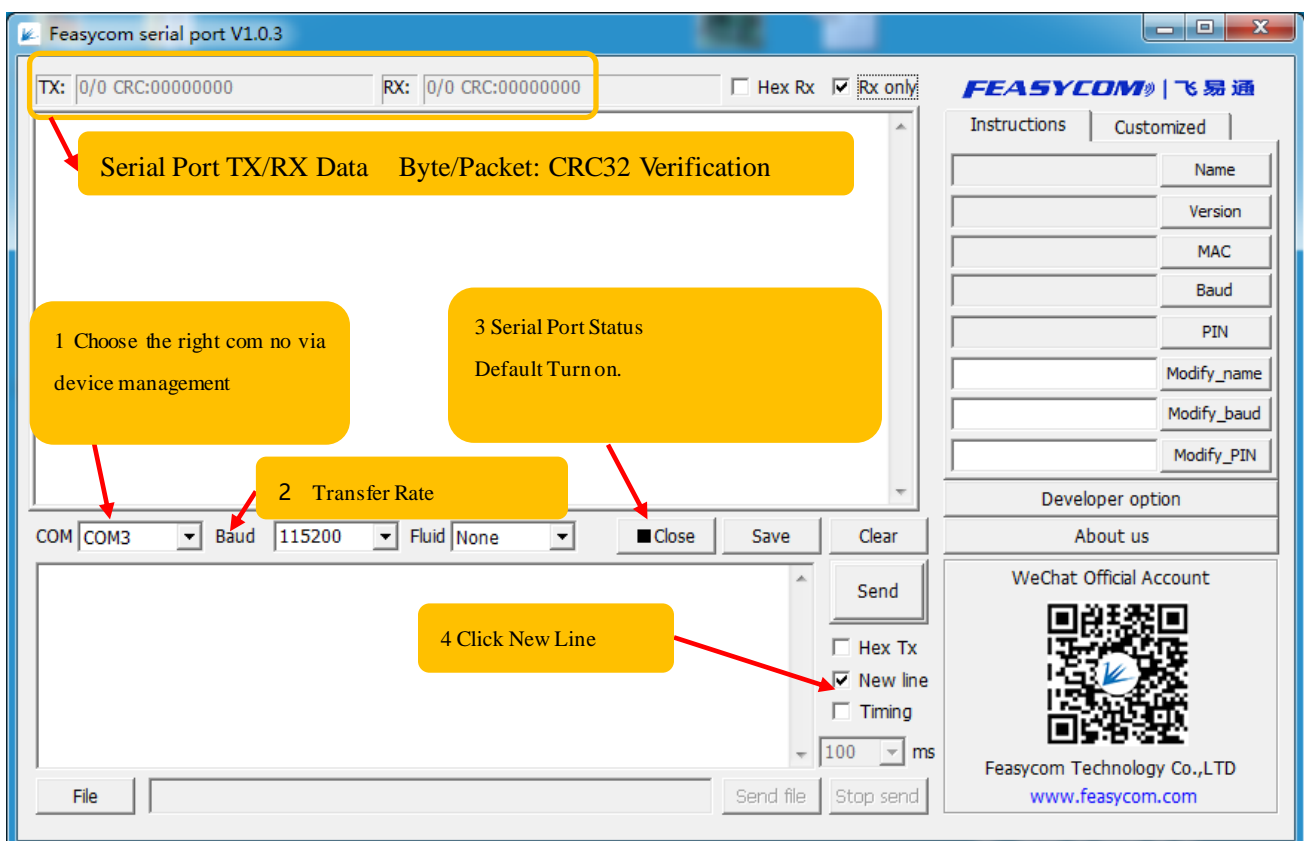 Feasycom serial port V1.0.3
TX: 0/0 CRC:00000000 RX: 0/0 CRC:00000000 Hex Rx Rx only
FEASYCOM | 飞易通
Instructions Customized
Serial Port TX/RX Data Byte/Packet: CRC32 Verification
Name
Version
MAC
Baud
PIN
Modify_name
Modify_baud
Modify_PIN
1 Choose the right com no via
device management
3 Serial Port Status
Default Turn on.
2 Transfer Rate
Developer option
COM COM3 Baud 115200 Fluid None Close Save Clear
About us
Send
4 Click New Line
Hex Tx
New line
Timing
100 ms
File Send file Stop send
WeChat Official Account
Feasycom Technology Co.,LTD
www.feasycom.com